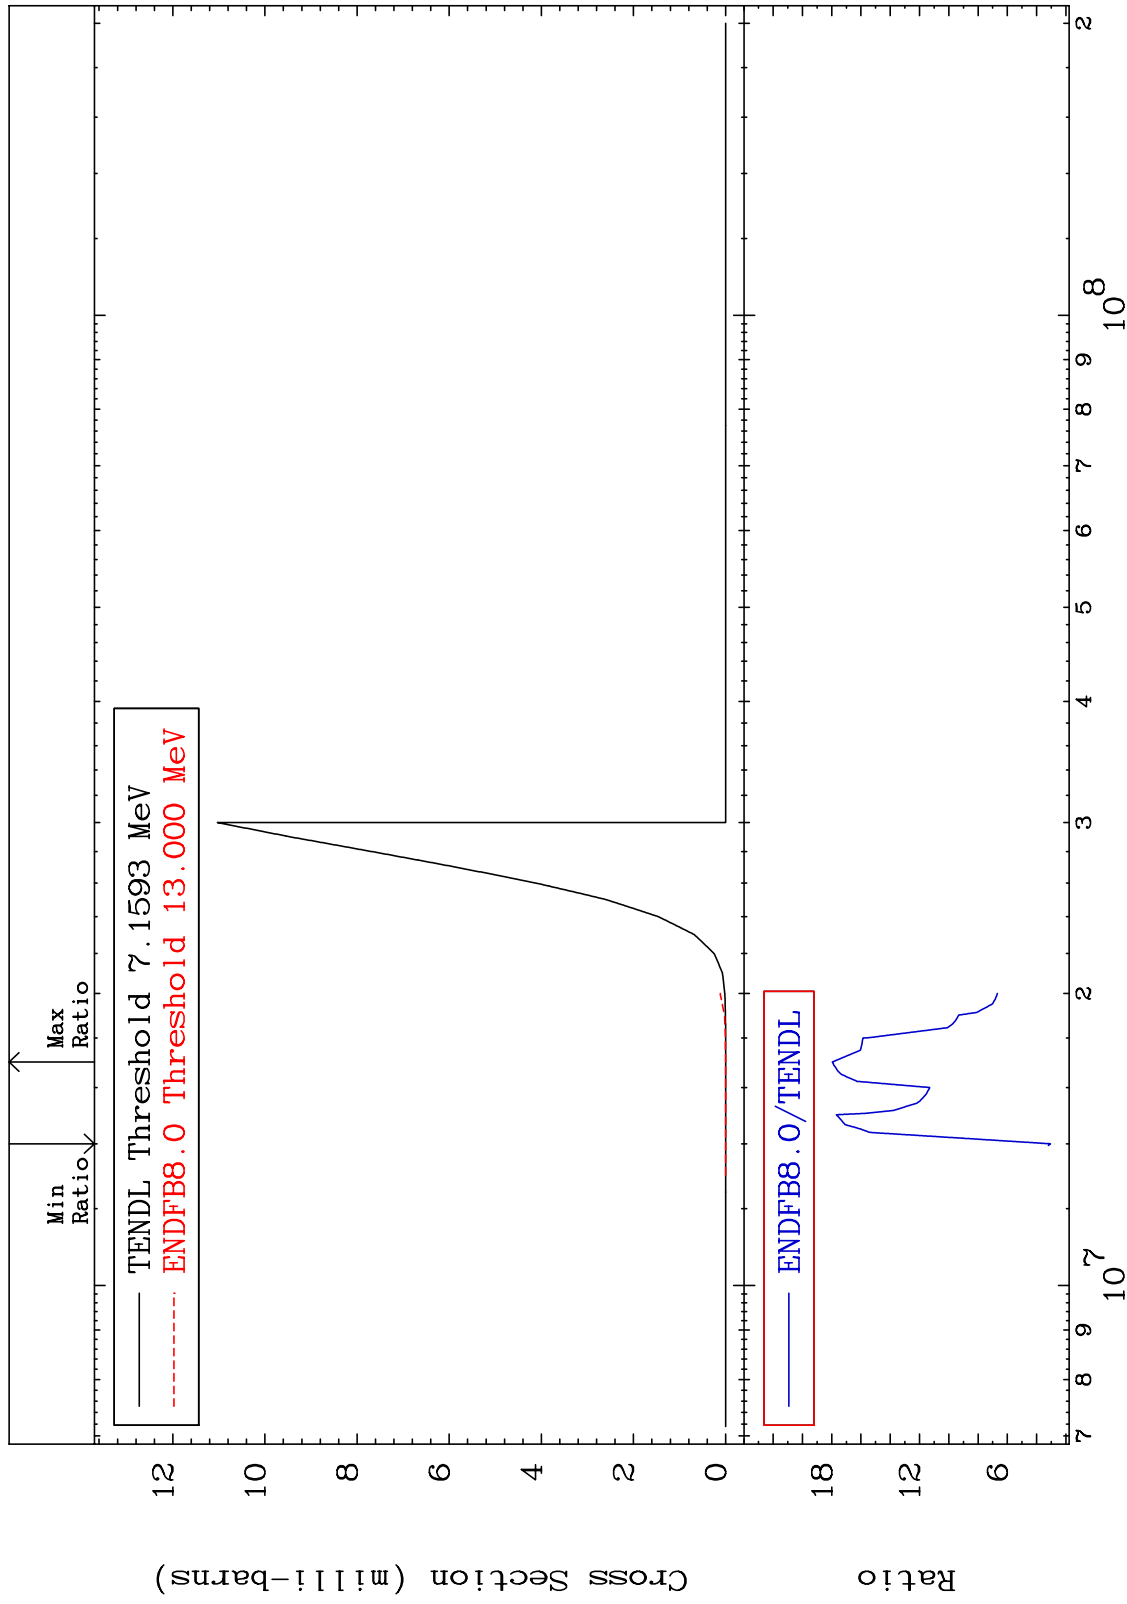 Min
Ratio
Max
Ratio
TENDL Threshold 7.1593 MeV
ENDFB8.0 Threshold 13.000 MeV
12
10
8
6
4
2
0
Cross Section (milli-barns)
ENDFB8.0/TENDL
18
12
6
Ratio
7
8
9
10^7
2
3
4
5
6
7
8
9
10^8
2